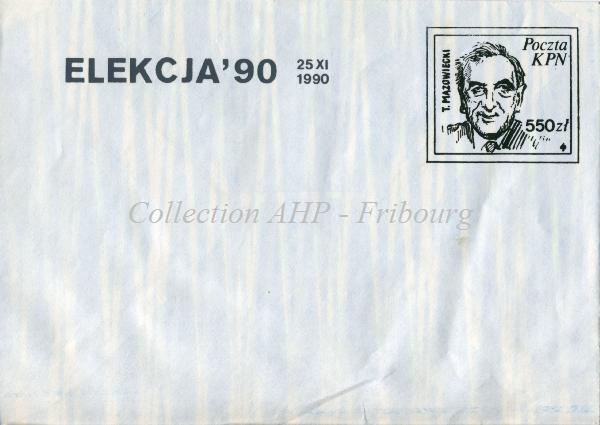 ELEKCJA'90
25 XI
1990
T. MAZOWIECKI
Poczta
KPN
550 zł
Collection AHP - Fribourg